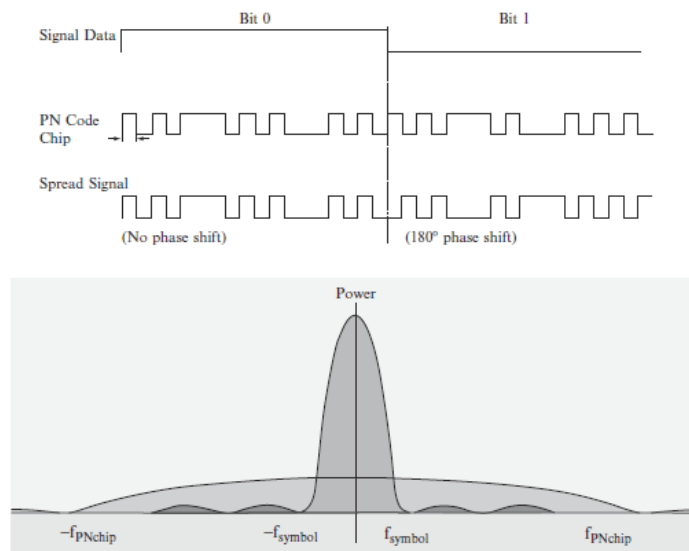 Bit 0 Bit 1
Signal Data
PN Code
Chip
Spread Signal
(No phase shift) (180° phase shift)
Power
−fPNchip −fsymbol fsymbol fPNchip